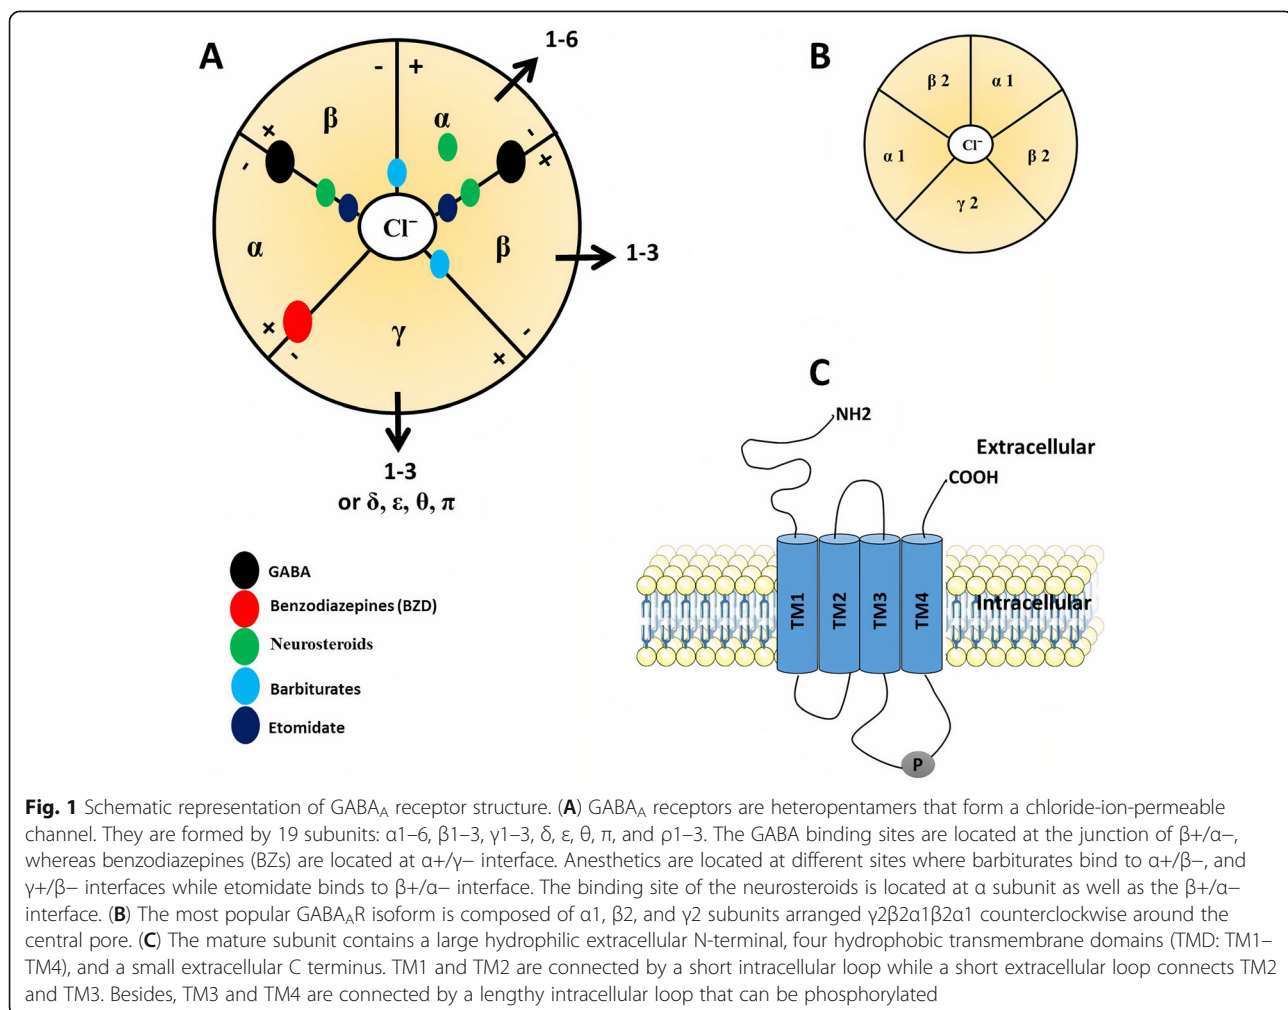 A
1-6
- +
β
α
+
-
-
+
Cl⁻
α
β
1-3
+
-
γ
-
+
1-3
or δ, ε, θ, π
GABA
Benzodiazepines (BZD)
Neurosteroids
Barbiturates
Etomidate
B
β 2
α 1
α 1
Cl⁻
β 2
γ 2
C
NH2
Extracellular
COOH
TM1
TM2
TM3
TM4
Intracellular
P
Fig. 1 Schematic representation of GABA_A receptor structure. (A) GABA_A receptors are heteropentamers that form a chloride-ion-permeable
channel. They are formed by 19 subunits: α1–6, β1–3, γ1–3, δ, ε, θ, π, and ρ1–3. The GABA binding sites are located at the junction of β+/α−,
whereas benzodiazepines (BZs) are located at α+/γ− interface. Anesthetics are located at different sites where barbiturates bind to α+/β−, and
γ+/β− interfaces while etomidate binds to β+/α− interface. The binding site of the neurosteroids is located at α subunit as well as the β+/α−
interface. (B) The most popular GABA_AR isoform is composed of α1, β2, and γ2 subunits arranged γ2β2α1β2α1 counterclockwise around the
central pore. (C) The mature subunit contains a large hydrophilic extracellular N-terminal, four hydrophobic transmembrane domains (TMD: TM1–
TM4), and a small extracellular C terminus. TM1 and TM2 are connected by a short intracellular loop while a short extracellular loop connects TM2
and TM3. Besides, TM3 and TM4 are connected by a lengthy intracellular loop that can be phosphorylated